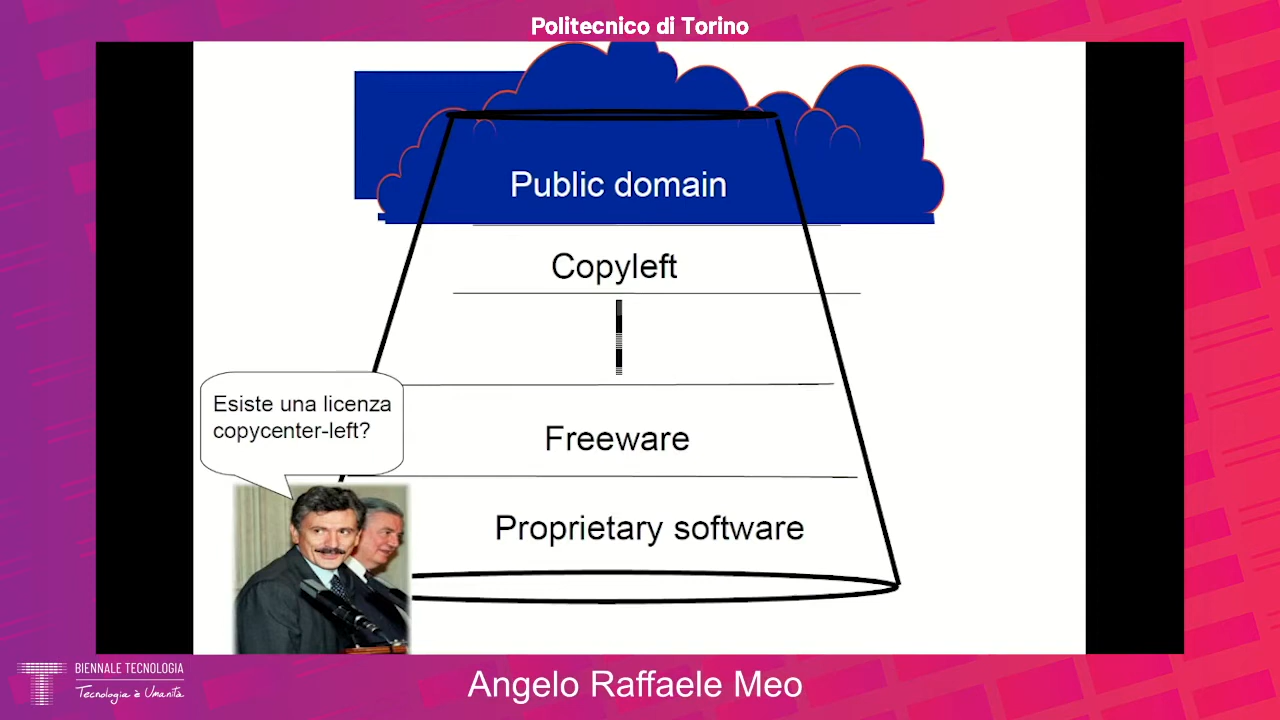 Politecnico di Torino
Public domain
Copyleft
Esiste una licenza
copycenter-left?
Freeware
Proprietary software
BIENNALE TECNOLOGIA
Tecnologia è Umanità
Angelo Raffaele Meo